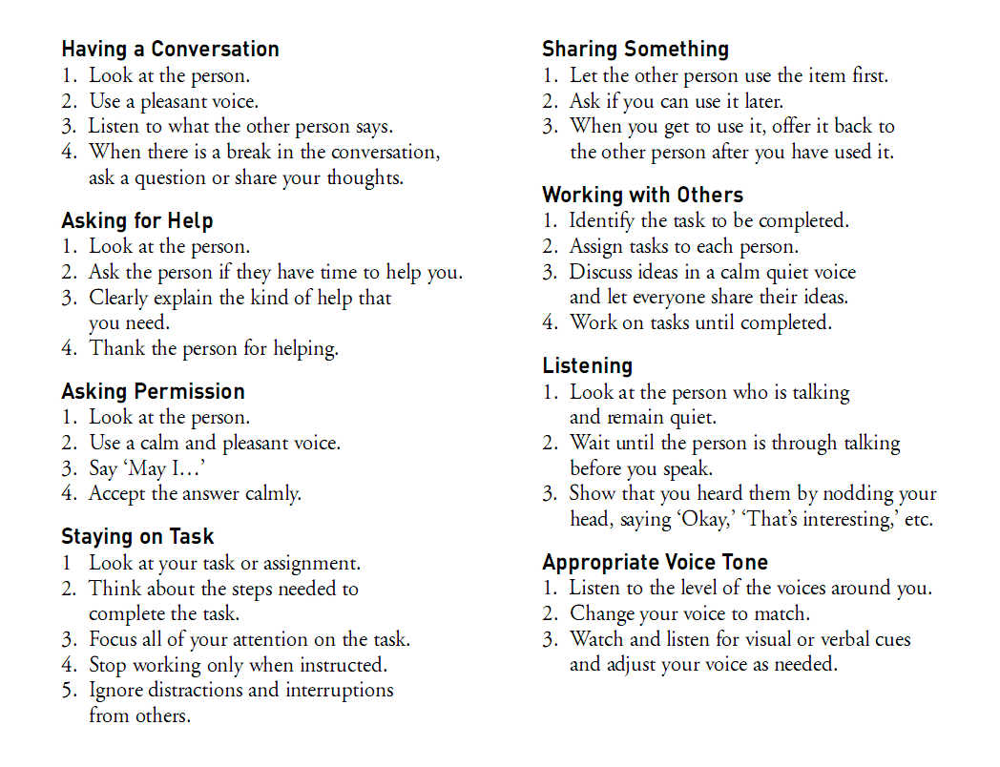 Having a Conversation
1. Look at the person.
2. Use a pleasant voice.
3. Listen to what the other person says.
4. When there is a break in the conversation,
ask a question or share your thoughts.
Asking for Help
1. Look at the person.
2. Ask the person if they have time to help you.
3. Clearly explain the kind of help that
you need.
4. Thank the person for helping.
Asking Permission
1. Look at the person.
2. Use a calm and pleasant voice.
3. Say ‘May I…’
4. Accept the answer calmly.
Staying on Task
1 Look at your task or assignment.
2. Think about the steps needed to
complete the task.
3. Focus all of your attention on the task.
4. Stop working only when instructed.
5. Ignore distractions and interruptions
from others.
Sharing Something
1. Let the other person use the item first.
2. Ask if you can use it later.
3. When you get to use it, offer it back to
the other person after you have used it.
Working with Others
1. Identify the task to be completed.
2. Assign tasks to each person.
3. Discuss ideas in a calm quiet voice
and let everyone share their ideas.
4. Work on tasks until completed.
Listening
1. Look at the person who is talking
and remain quiet.
2. Wait until the person is through talking
before you speak.
3. Show that you heard them by nodding your
head, saying ‘Okay,’ ‘That’s interesting,’ etc.
Appropriate Voice Tone
1. Listen to the level of the voices around you.
2. Change your voice to match.
3. Watch and listen for visual or verbal cues
and adjust your voice as needed.